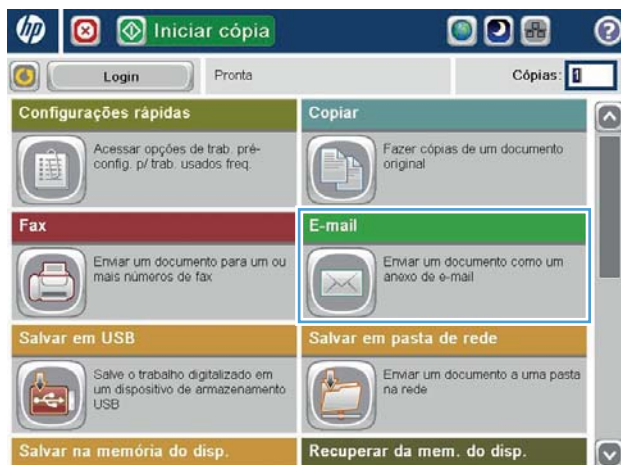 hp
Iniciar cópia
?
Login
Pronta
Cópias: 1
Configurações rápidas
Acessar opções de trab. pré-
config. p/ trab. usados freq.
Copiar
Fazer cópias de um documento
original
Fax
Enviar um documento para um ou
mais números de fax
E-mail
Enviar um documento como um
anexo de e-mail
Salvar em USB
Salve o trabalho digitalizado em
um dispositivo de armazenamento
USB
Salvar em pasta de rede
Enviar um documento a uma pasta
na rede
Salvar na memória do disp.
Recuperar da mem. do disp.